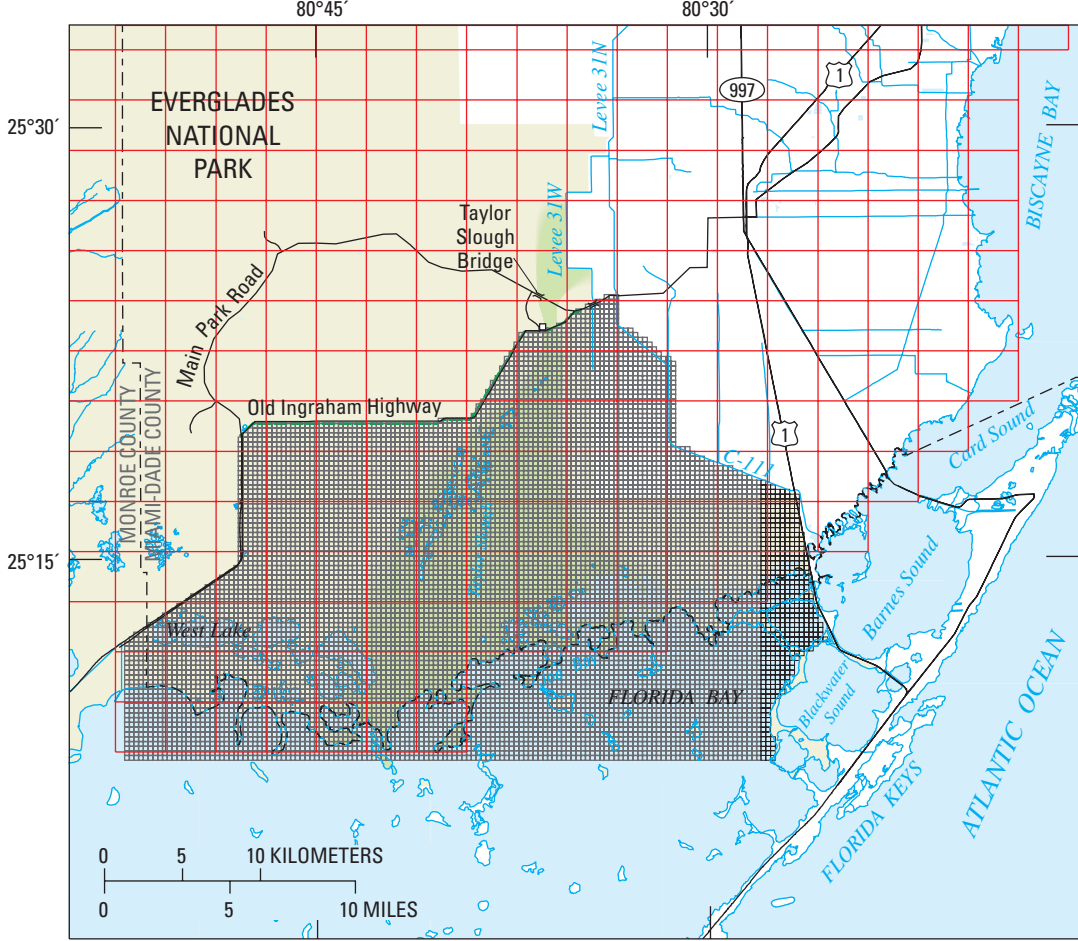 80°45′
80°30′
25°30′
25°15′
EVERGLADES
NATIONAL
PARK
Levee 31N
997
1
BISCAYNE BAY
Taylor
Slough
Bridge
Levee 31W
Main Park Road
Old Ingraham Highway
MONROE COUNTY
MIAMI-DADE COUNTY
1
C-111
Card Sound
Barnes Sound
West Lake
FLORIDA BAY
Blackwater
Sound
ATLANTIC OCEAN
FLORIDA KEYS
0 5 10 KILOMETERS
0 5 10 MILES